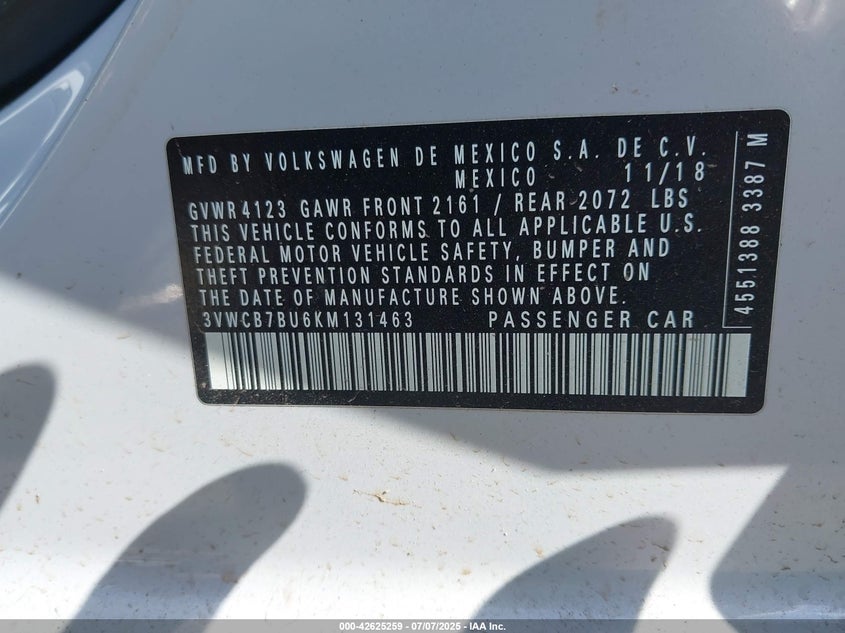 MFD BY VOLKSWAGEN DE MEXICO S.A. DE C.V.
MEXICO 11/18
GVWR 4123 GAWR FRONT 2161 / REAR 2072 LBS
THIS VEHICLE CONFORMS TO ALL APPLICABLE U.S.
FEDERAL MOTOR VEHICLE SAFETY, BUMPER AND
THEFT PREVENTION STANDARDS IN EFFECT ON
THE DATE OF MANUFACTURE SHOWN ABOVE.
3VWCB7BU6KM131463 PASSENGER CAR
4551388 3387 M
000-42625259 - 07/07/2025 - IAA Inc.